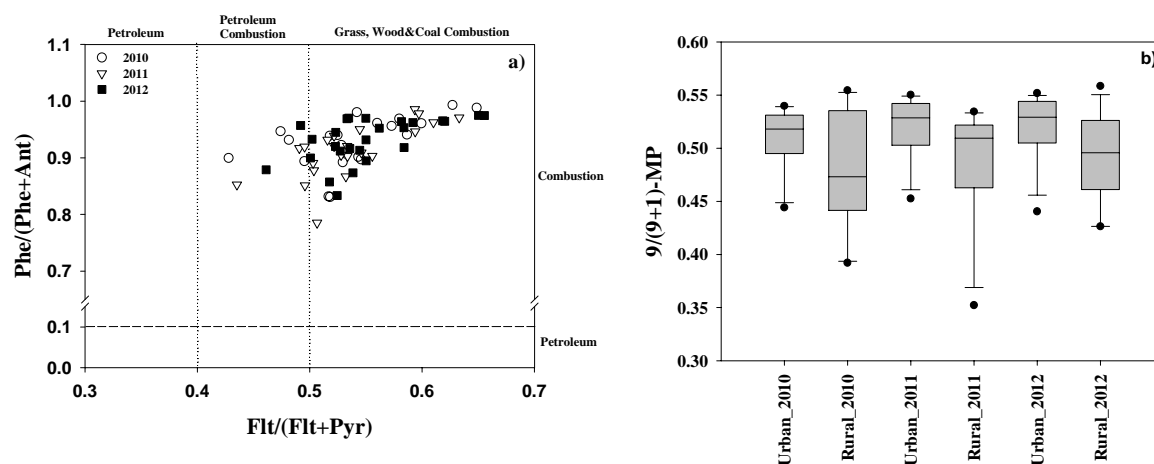 Petroleum
Petroleum
Combustion
Grass, Wood&Coal Combustion
a)
2010
2011
2012
1.1
1.0
0.9
0.8
0.7
0.1
0.0
Phe/(Phe+Ant)
Combustion
Petroleum
0.3 0.4 0.5 0.6 0.7
Flt/(Flt+Pyr)
b)
0.60
0.55
0.50
0.45
0.40
0.35
0.30
9/(9+1)-MP
Urban_2010
Rural_2010
Urban_2011
Rural_2011
Urban_2012
Rural_2012